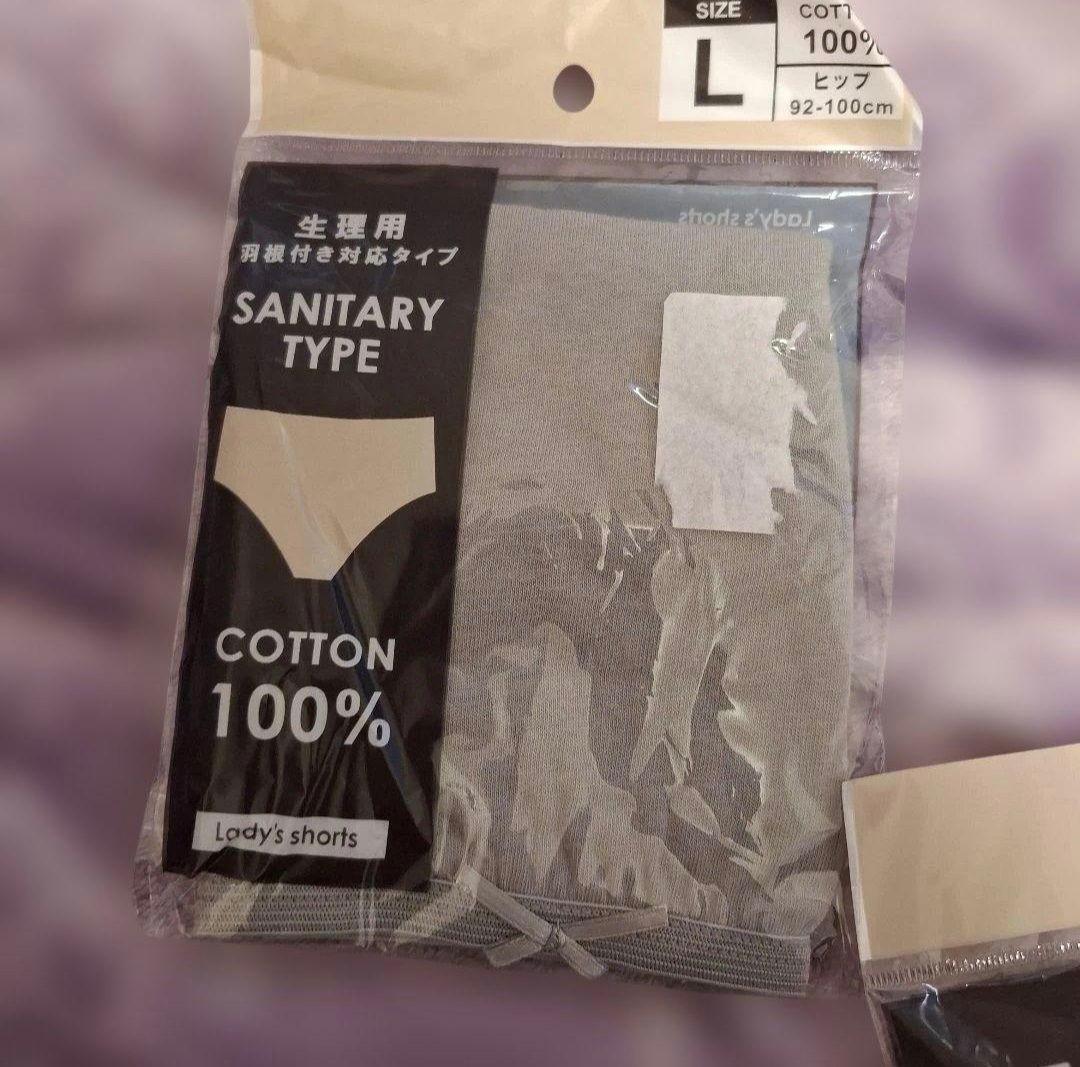 SIZE
L
COTT
100%
ヒップ
92-100cm
Lady's shorts
生理用
羽根付き対応タイプ
SANITARY
TYPE
COTTON
100%
Lady's shorts